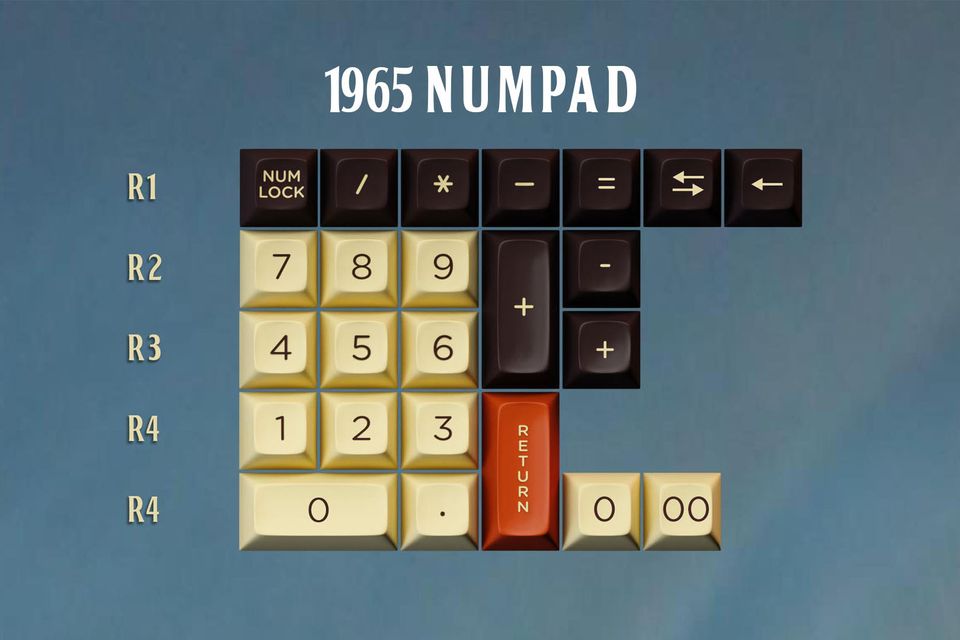 1965 NUMPAD
R1 NUM LOCK / * − = ⇆ ←
R2 7 8 9 + -
R3 4 5 6 +
R4 1 2 3 RETURN
R4 0 . 0 00